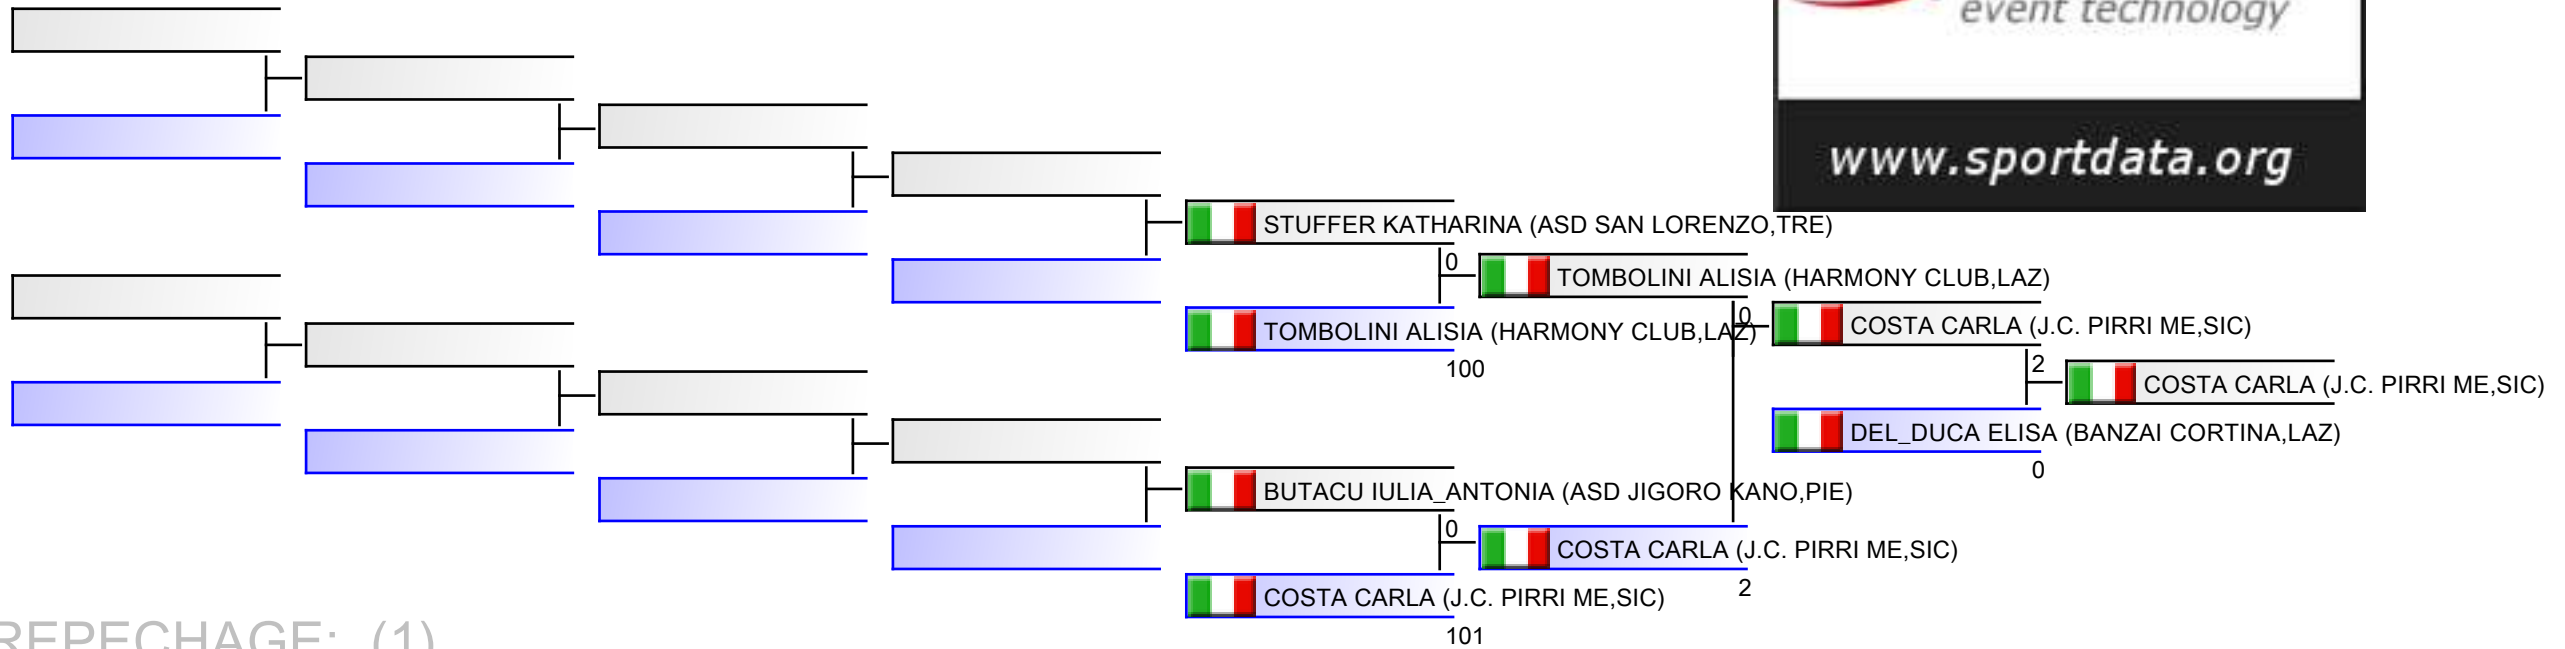 event technology
www.sportdata.org
STUFFER KATHARINA (ASD SAN LORENZO,TRE)
0
TOMBOLINI ALISIA (HARMONY CLUB,LAZ)
TOMBOLINI ALISIA (HARMONY CLUB,LAZ)
100
0
COSTA CARLA (J.C. PIRRI ME,SIC)
2
COSTA CARLA (J.C. PIRRI ME,SIC)
DEL_DUCA ELISA (BANZAI CORTINA,LAZ)
0
BUTACU IULIA_ANTONIA (ASD JIGORO KANO,PIE)
0
COSTA CARLA (J.C. PIRRI ME,SIC)
2
COSTA CARLA (J.C. PIRRI ME,SIC)
101
REPECHAGE: (1)